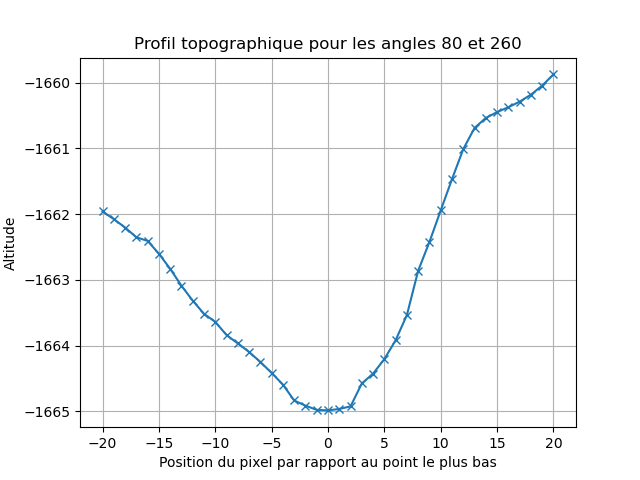 Profil topographique pour les angles 80 et 260
Altitude
−1660
−1661
−1662
−1663
−1664
−1665
−20 −15 −10 −5 0 5 10 15 20
Position du pixel par rapport au point le plus bas